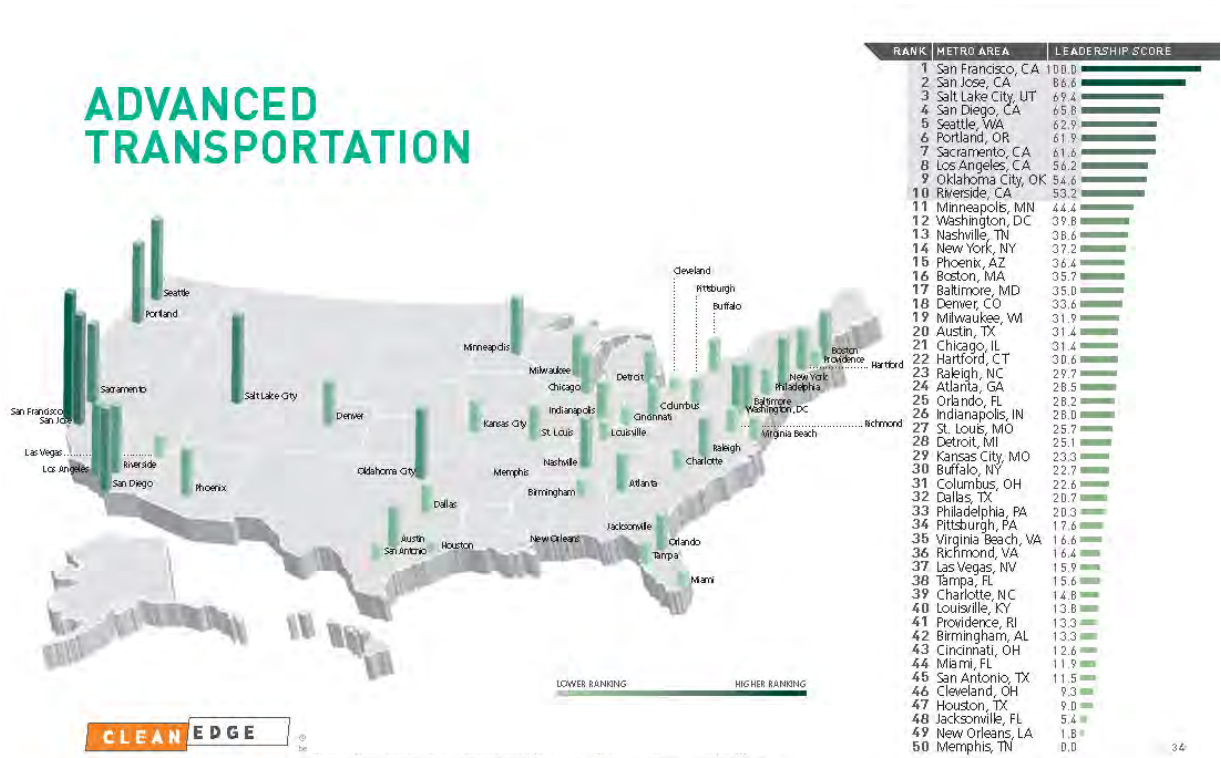 ADVANCED
TRANSPORTATION
RANK METRO AREA LEADERSHIP SCORE
1 San Francisco, CA 100.0
2 San Jose, CA 86.6
3 Salt Lake City, UT 69.4
4 San Diego, CA 65.8
5 Seattle, WA 62.9
6 Portland, OR 61.9
7 Sacramento, CA 61.6
8 Los Angeles, CA 56.2
9 Oklahoma City, OK 54.6
10 Riverside, CA 53.2
11 Minneapolis, MN 44.4
12 Washington, DC 39.8
13 Nashville, TN 38.6
14 New York, NY 37.2
15 Phoenix, AZ 36.4
16 Boston, MA 35.7
17 Baltimore, MD 35.0
18 Denver, CO 33.6
19 Milwaukee, WI 31.9
20 Austin, TX 31.4
21 Chicago, IL 31.4
22 Hartford, CT 30.6
23 Raleigh, NC 29.7
24 Atlanta, GA 28.5
25 Orlando, FL 28.2
26 Indianapolis, IN 28.0
27 St. Louis, MO 25.7
28 Detroit, MI 25.1
29 Kansas City, MO 23.3
30 Buffalo, NY 22.7
31 Columbus, OH 22.6
32 Dallas, TX 20.7
33 Philadelphia, PA 20.3
34 Pittsburgh, PA 17.6
35 Virginia Beach, VA 16.6
36 Richmond, VA 16.4
37 Las Vegas, NV 15.9
38 Tampa, FL 15.6
39 Charlotte, NC 14.8
40 Louisville, KY 13.8
41 Providence, RI 13.3
42 Birmingham, AL 13.3
43 Cincinnati, OH 12.6
44 Miami, FL 11.9
45 San Antonio, TX 11.5
46 Cleveland, OH 9.3
47 Houston, TX 9.0
48 Jacksonville, FL 5.4
49 New Orleans, LA 1.8
50 Memphis, TN 0.0
Cleveland
Pittsburgh
Buffalo
Seattle
Portland
Minneapolis
Milwaukee
Chicago
Detroit
Boston
Providence
Hartford
New York
Philadelphia
Sacramento
Salt Lake City
Denver
Baltimore
Washington, DC
Columbus
Cincinnati
Indianapolis
San Francisco
San Jose
Kansas City
St. Louis
Louisville
Richmond
Virginia Beach
Las Vegas
Los Angeles
Riverside
San Diego
Phoenix
Oklahoma City
Memphis
Nashville
Raleigh
Charlotte
Birmingham
Atlanta
Dallas
Austin
San Antonio
Houston
New Orleans
Jacksonville
Orlando
Tampa
Miami
LOWER RANKING HIGHER RANKING
CLEAN EDGE
©
34